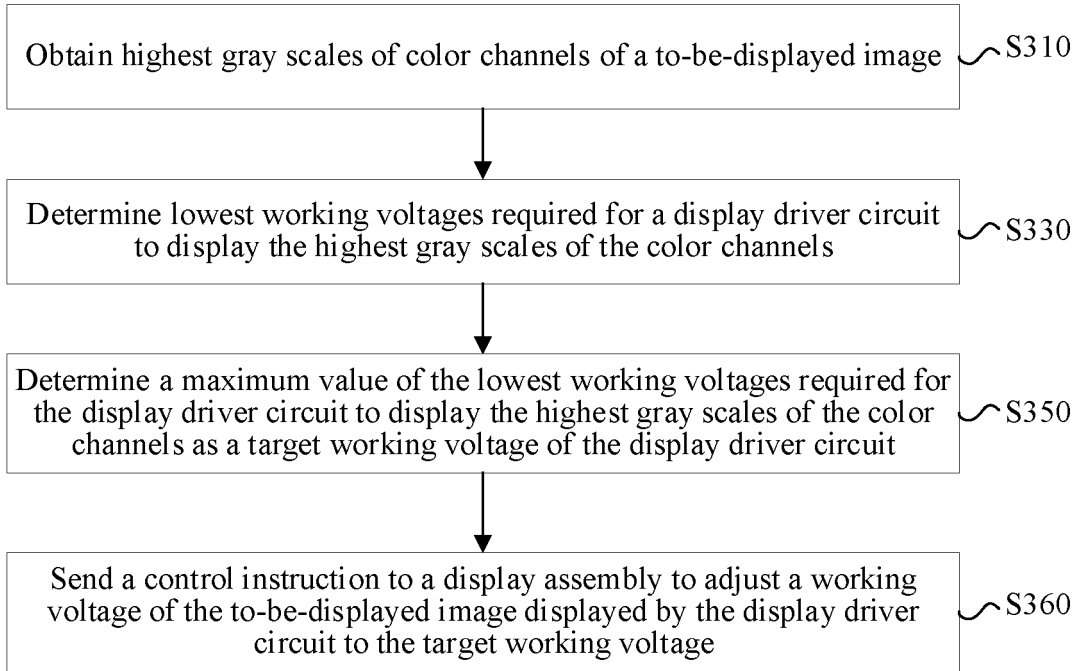 Obtain highest gray scales of color channels of a to-be-displayed image
S310
Determine lowest working voltages required for a display driver circuit
to display the highest gray scales of the color channels
S330
Determine a maximum value of the lowest working voltages required for
the display driver circuit to display the highest gray scales of the color
channels as a target working voltage of the display driver circuit
S350
Send a control instruction to a display assembly to adjust a working
voltage of the to-be-displayed image displayed by the display driver
circuit to the target working voltage
S360